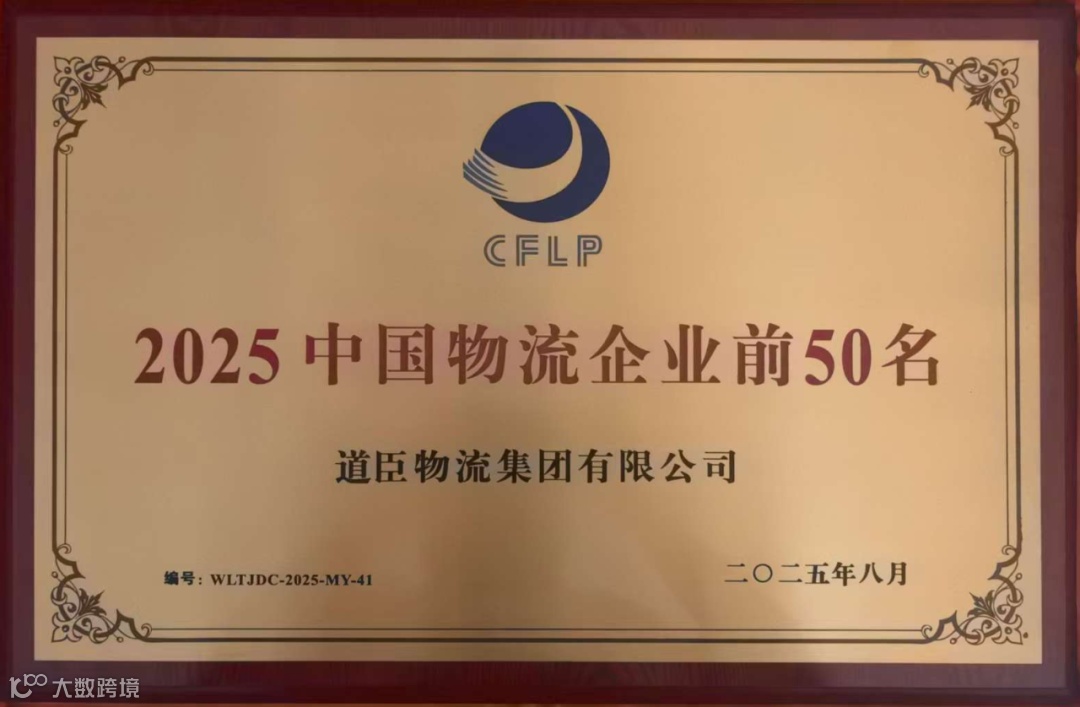 CFLP
2025 中国物流企业前50名
道臣物流集团有限公司
编号：WLTJDC-2025-MY-41
二〇二五年八月
大数跨境